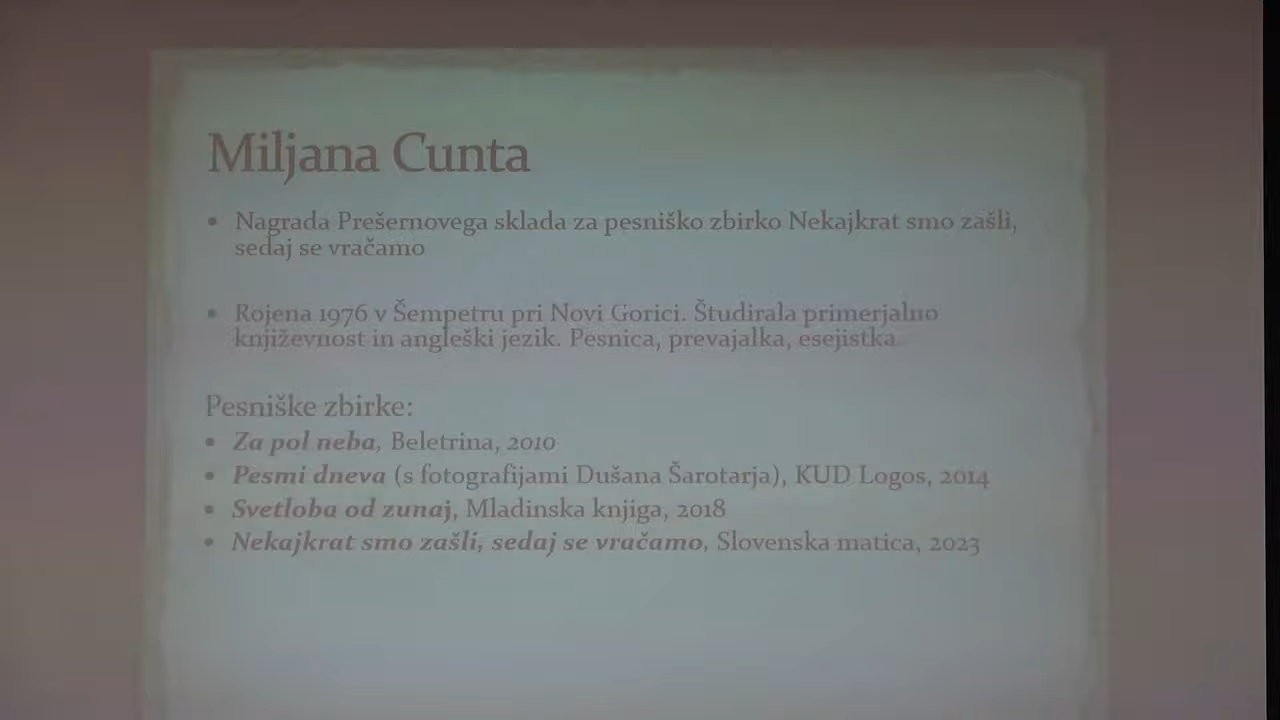 Miljana Cunta
• Nagrada Prešernovega sklada za pesniško zbirko Nekajkrat smo zašli,
sedaj se vračamo
• Rojena 1976 v Šempetru pri Novi Gorici. Študirala primerjalno
književnost in angleški jezik. Pesnica, prevajalka, esejistka.
Pesniške zbirke:
• Za pol neba, Beletrina, 2010
• Pesmi dneva (s fotografijami Dušana Šarotarja), KUD Logos, 2014
• Svetloba od zunaj, Mladinska knjiga, 2018
• Nekajkrat smo zašli, sedaj se vračamo, Slovenska matica, 2023